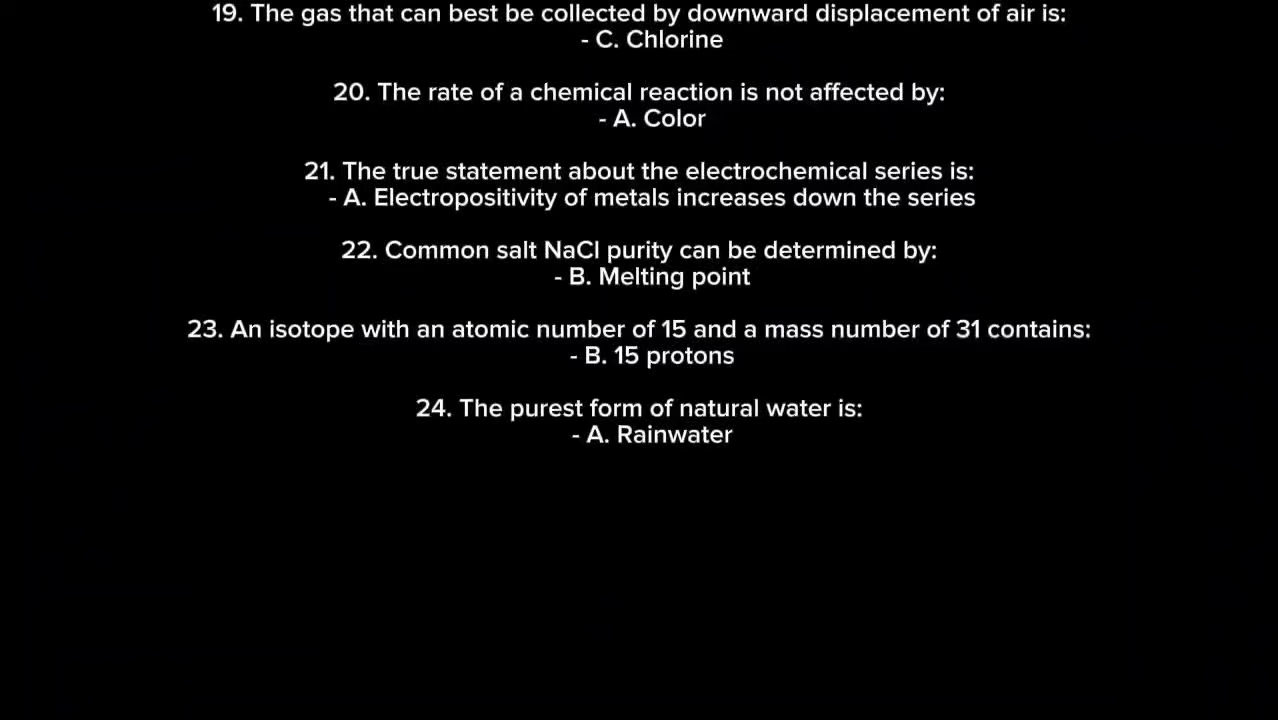 19. The gas that can best be collected by downward displacement of air is:
- C. Chlorine
20. The rate of a chemical reaction is not affected by:
- A. Color
21. The true statement about the electrochemical series is:
- A. Electropositivity of metals increases down the series
22. Common salt NaCl purity can be determined by:
- B. Melting point
23. An isotope with an atomic number of 15 and a mass number of 31 contains:
- B. 15 protons
24. The purest form of natural water is:
- A. Rainwater